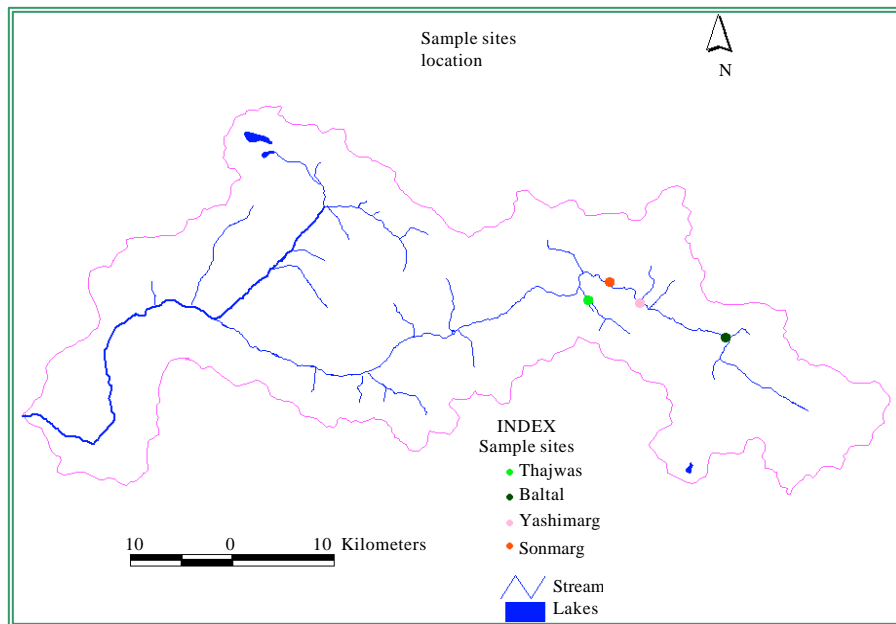 Sample sites
location
N
INDEX
Sample sites
Thajwas
Baltal
Yashimarg
Sonmarg
10 0 10 Kilometers
Stream
Lakes